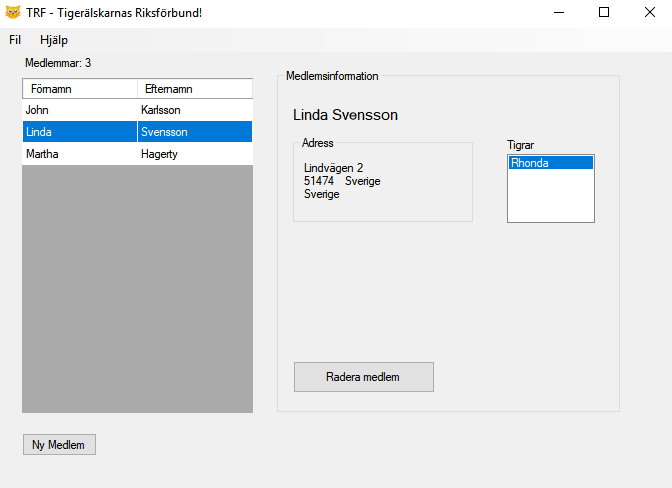 TRF - Tigerälskarnas Riksförbund!
Fil Hjälp
Medlemmar: 3
Förnamn Efternamn
John Karlsson
Linda Svensson
Martha Hagerty
Ny Medlem
Medlemsinformation
Linda Svensson
Adress
Lindvägen 2
51474 Sverige
Sverige
Tigrar
Rhonda
Radera medlem